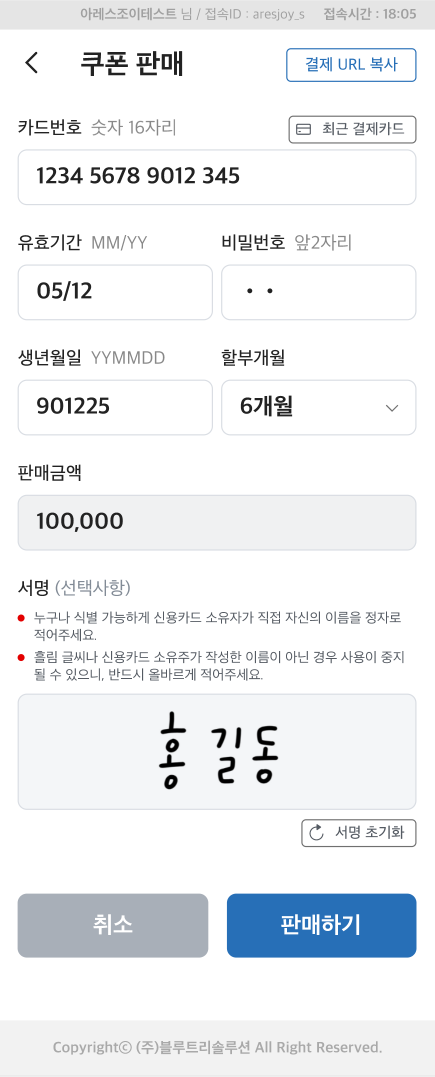 아레스조이테스트 님 / 접속ID : aresjoy_s 접속시간 : 18:05
쿠폰 판매 결제 URL 복사
카드번호 숫자 16자리 최근 결제카드
1234 5678 9012 345
유효기간 MM/YY 비밀번호 앞2자리
05/12 • •
생년월일 YYMMDD 할부개월
901225 6개월
판매금액
100,000
서명 (선택사항)
누구나 식별 가능하게 신용카드 소유자가 직접 자신의 이름을 정자로
적어주세요.
흘림 글씨나 신용카드 소유주가 작성한 이름이 아닌 경우 사용이 중지
될 수 있으니, 반드시 올바르게 적어주세요.
홍 길동
서명 초기화
취소 판매하기
Copyrightⓒ (주)블루트리솔루션 All Right Reserved.